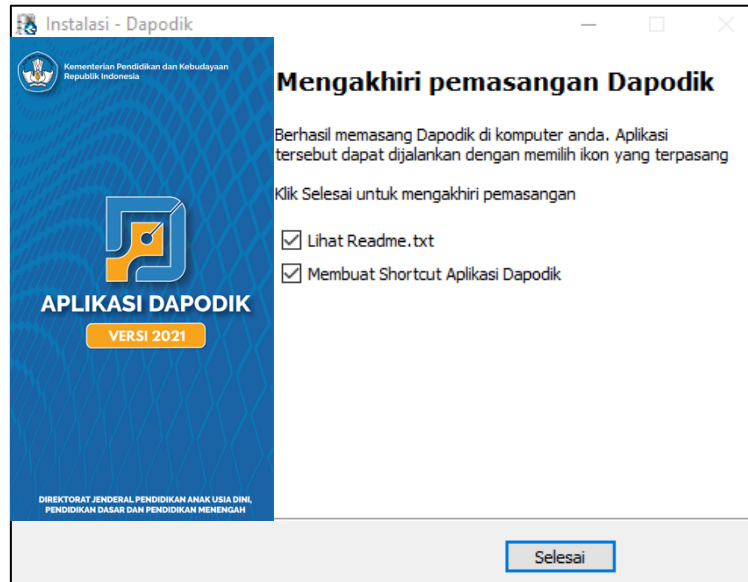 Instalasi - Dapodik
Kementerian Pendidikan dan Kebudayaan
Republik Indonesia
APLIKASI DAPODIK
VERSI 2021
DIREKTORAT JENDERAL PENDIDIKAN ANAK USIA DINI,
PENDIDIKAN DASAR DAN PENDIDIKAN MENENGAH
Mengakhiri pemasangan Dapodik
Berhasil memasang Dapodik di komputer anda. Aplikasi
tersebut dapat dijalankan dengan memilih ikon yang terpasang
Klik Selesai untuk mengakhiri pemasangan
Lihat Readme.txt
Membuat Shortcut Aplikasi Dapodik
Selesai